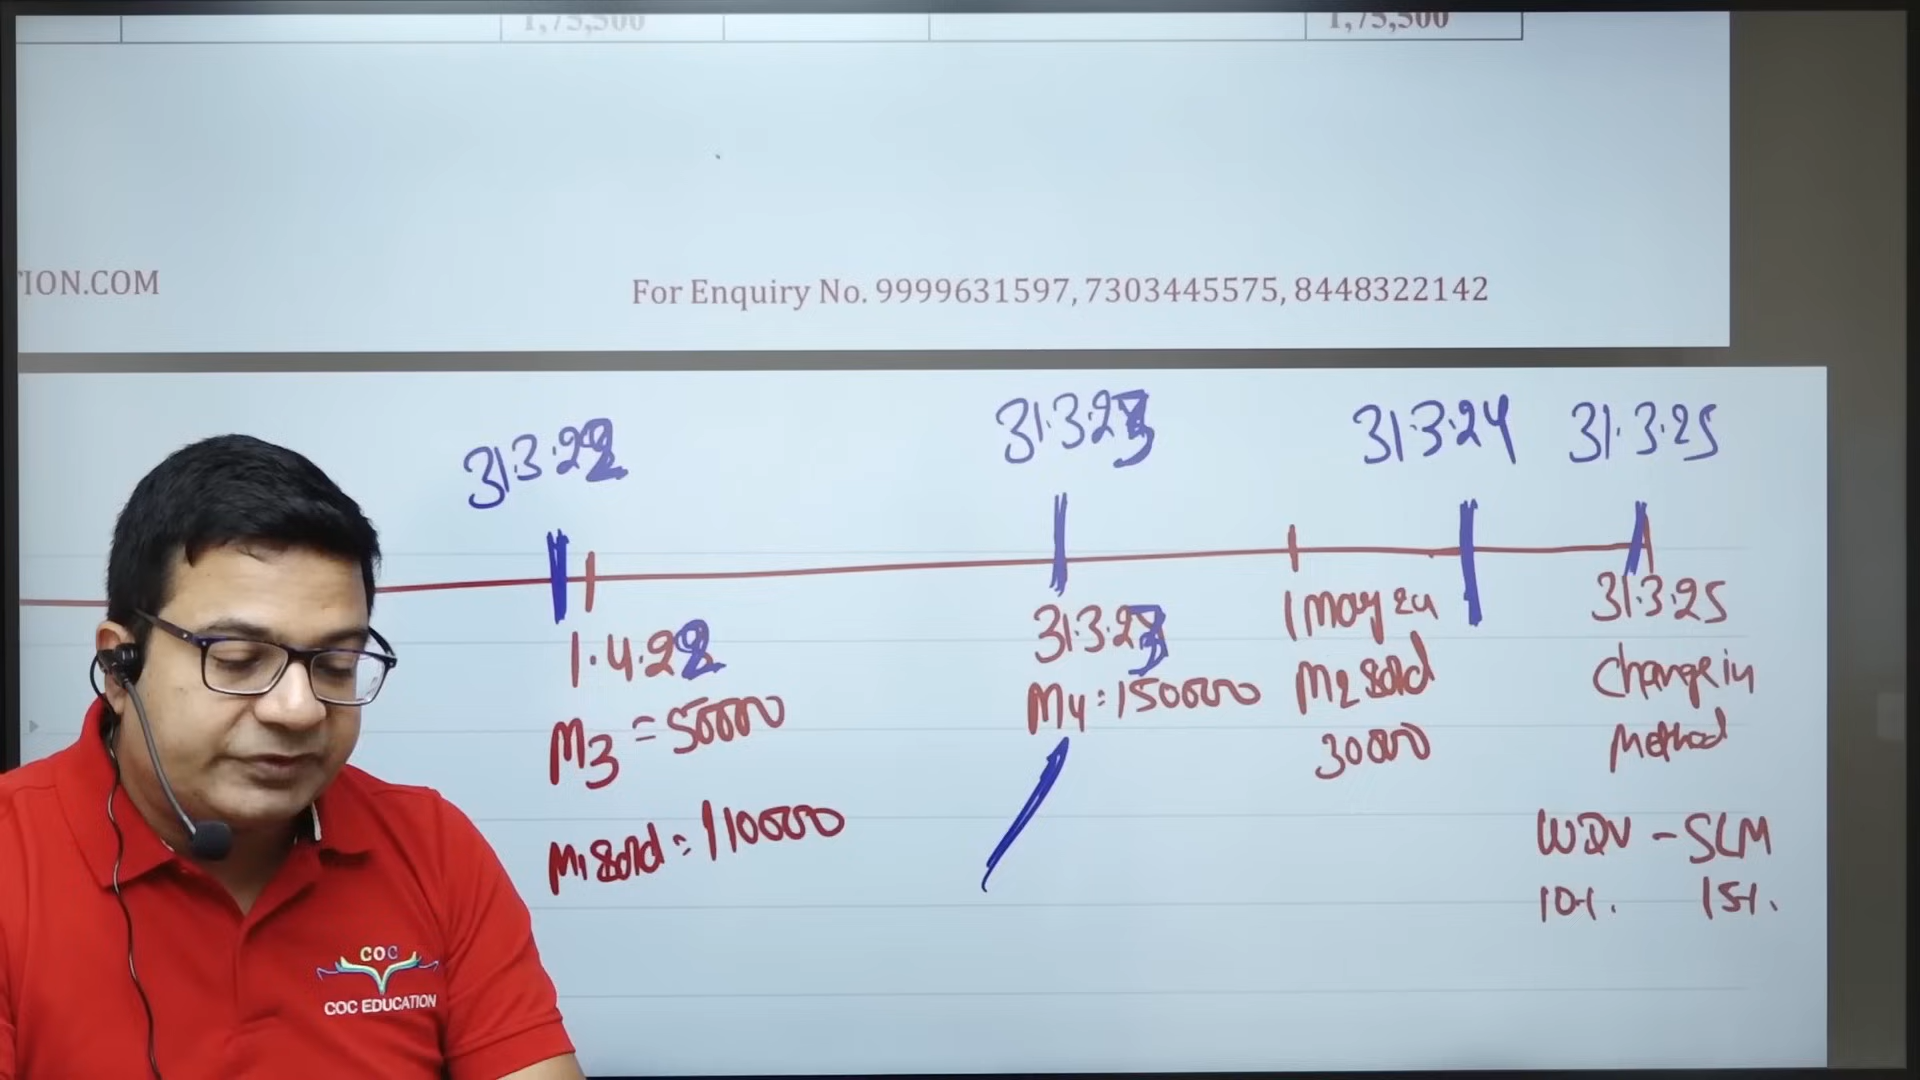 1,75,500 1,75,500
TION.COM
For Enquiry No. 9999631597, 7303445575, 8448322142
31.3.22 31.3.23 31.3.24 31.3.25
1.4.22 31.3.23 1 May 24 31.3.25
M3 = 50000 M4 : 150000 M2 Sold Change in
30000 Method
M1 Sold = 110000
WDV - SLM
10%. 15%.
COC
COC EDUCATION